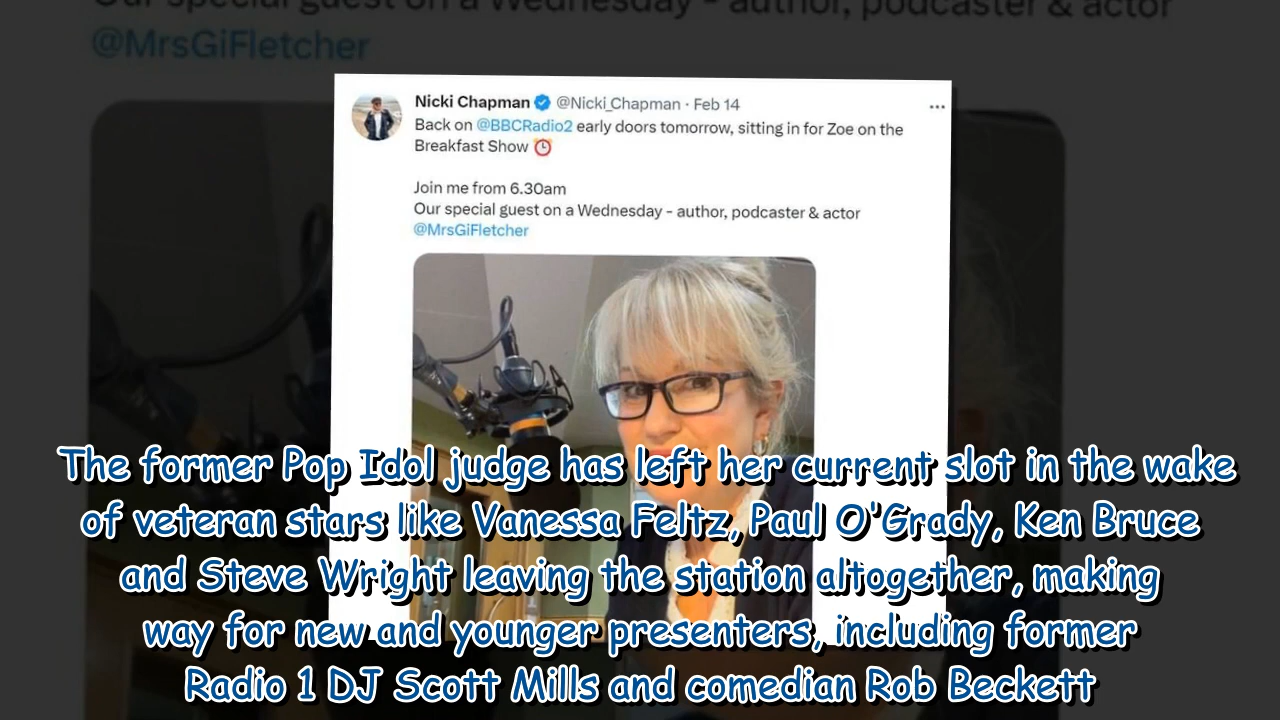 Our special guest on a Wednesday - author, podcaster & actor
@MrsGiFletcher
Nicki Chapman @Nicki_Chapman · Feb 14
Back on @BBCRadio2 early doors tomorrow, sitting in for Zoe on the
Breakfast Show ⏰
Join me from 6.30am
Our special guest on a Wednesday - author, podcaster & actor
@MrsGiFletcher
The former Pop Idol judge has left her current slot in the wake
of veteran stars like Vanessa Feltz, Paul O'Grady, Ken Bruce
and Steve Wright leaving the station altogether, making
way for new and younger presenters, including former
Radio 1 DJ Scott Mills and comedian Rob Beckett